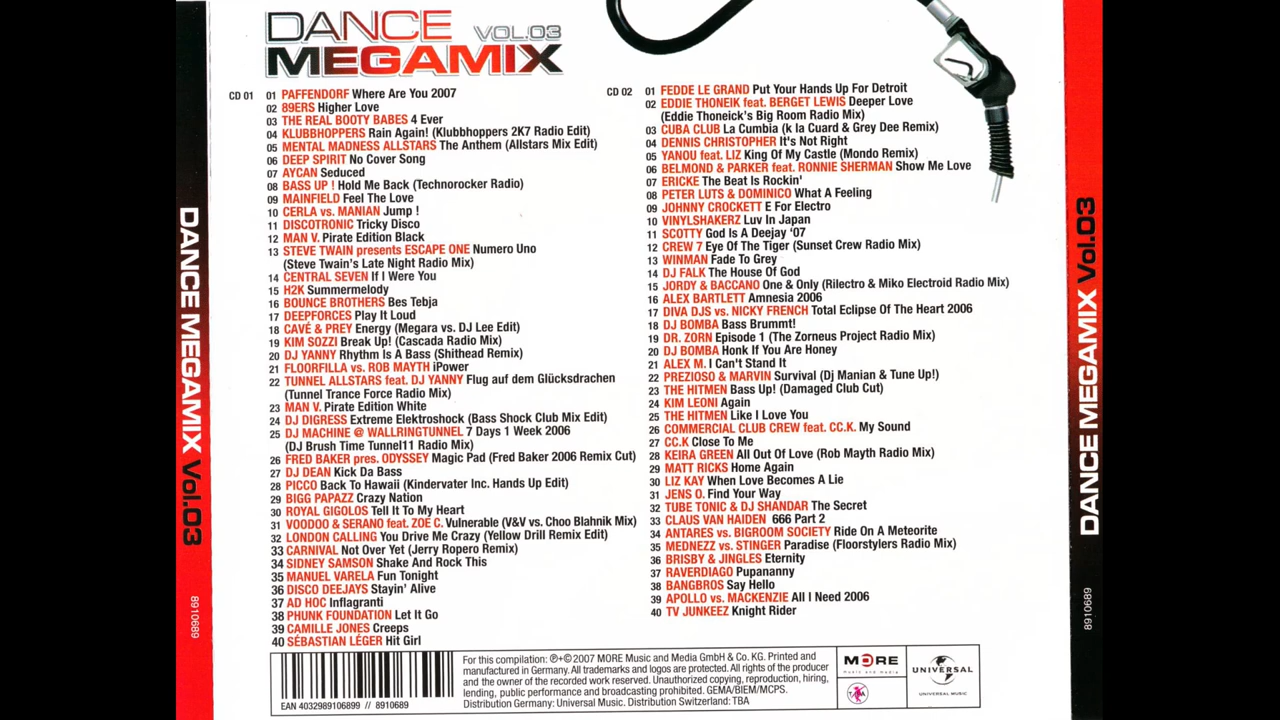 DANCE VOL.03
MEGAMIX
CD 01
01 PAFFENDORF Where Are You 2007
02 89ERS Higher Love
03 THE REAL BOOTY BABES 4 Ever
04 KLUBBHOPPERS Rain Again! (Klubbhoppers 2K7 Radio Edit)
05 MENTAL MADNESS ALLSTARS The Anthem (Allstars Mix Edit)
06 DEEP SPIRIT No Cover Song
07 AYCAN Seduced
08 BASS UP ! Hold Me Back (Technorocker Radio)
09 MAINFIELD Feel The Love
10 CERLA vs. MANIAN Jump !
11 DISCOTRONIC Tricky Disco
12 MAN V. Pirate Edition Black
13 STEVE TWAIN presents ESCAPE ONE Numero Uno
(Steve Twain's Late Night Radio Mix)
14 CENTRAL SEVEN If I Were You
15 H2K Summermelody
16 BOUNCE BROTHERS Bes Tebja
17 DEEPFORCES Play It Loud
18 CAVÉ & PREY Energy (Megara vs. DJ Lee Edit)
19 KIM SOZZI Break Up! (Cascada Radio Mix)
20 DJ YANNY Rhythm Is A Bass (Shithead Remix)
21 FLOORFILLA vs. ROB MAYTH iPower
22 TUNNEL ALLSTARS feat. DJ YANNY Flug auf dem Glücksdrachen
(Tunnel Trance Force Radio Mix)
23 MAN V. Pirate Edition White
24 DJ DIGRESS Extreme Elektroshock (Bass Shock Club Mix Edit)
25 DJ MACHINE @ WALLRINGTUNNEL 7 Days 1 Week 2006
(DJ Brush Time Tunnel11 Radio Mix)
26 FRED BAKER pres. ODYSSEY Magic Pad (Fred Baker 2006 Remix Cut)
27 DJ DEAN Kick Da Bass
28 PICCO Back To Hawaii (Kindervater Inc. Hands Up Edit)
29 BIGG PAPAZZ Crazy Nation
30 ROYAL GIGOLOS Tell It To My Heart
31 VOODOO & SERANO feat. ZOE C. Vulnerable (V&V vs. Choo Blahnik Mix)
32 LONDON CALLING You Drive Me Crazy (Yellow Drill Remix Edit)
33 CARNIVAL Not Over Yet (Jerry Ropero Remix)
34 SIDNEY SAMSON Shake And Rock This
35 MANUEL VARELA Fun Tonight
36 DISCO DEEJAYS Stayin' Alive
37 AD HOC Inflagranti
38 PHUNK FOUNDATION Let It Go
39 CAMILLE JONES Creeps
40 SÉBASTIAN LÉGER Hit Girl
CD 02
01 FEDDE LE GRAND Put Your Hands Up For Detroit
02 EDDIE THONEIK feat. BERGET LEWIS Deeper Love
(Eddie Thoneick's Big Room Radio Mix)
03 CUBA CLUB La Cumbia (k la Cuard & Grey Dee Remix)
04 DENNIS CHRISTOPHER It's Not Right
05 YANOU feat. LIZ King Of My Castle (Mondo Remix)
06 BELMOND & PARKER feat. RONNIE SHERMAN Show Me Love
07 ERICKE The Beat Is Rockin'
08 PETER LUTS & DOMINICO What A Feeling
09 JOHNNY CROCKETT E For Electro
10 VINYLSHAKERZ Luv In Japan
11 SCOTTY God Is A Deejay '07
12 CREW 7 Eye Of The Tiger (Sunset Crew Radio Mix)
13 WINMAN Fade To Grey
14 DJ FALK The House Of God
15 JORDY & BACCANO One & Only (Rilectro & Miko Electroid Radio Mix)
16 ALEX BARTLETT Amnesia 2006
17 DIVA DJS vs. NICKY FRENCH Total Eclipse Of The Heart 2006
18 DJ BOMBA Bass Brummt!
19 DR. ZORN Episode 1 (The Zorneus Project Radio Mix)
20 DJ BOMBA Honk If You Are Honey
21 ALEX M. I Can't Stand It
22 PREZIOSO & MARVIN Survival (Dj Manian & Tune Up!)
23 THE HITMEN Bass Up! (Damaged Club Cut)
24 KIM LEONI Again
25 THE HITMEN Like I Love You
26 COMMERCIAL CLUB CREW feat. CC.K. My Sound
27 CC.K Close To Me
28 KEIRA GREEN All Out Of Love (Rob Mayth Radio Mix)
29 MATT RICKS Home Again
30 LIZ KAY When Love Becomes A Lie
31 JENS O. Find Your Way
32 TUBE TONIC & DJ SHANDAR The Secret
33 CLAUS VAN HAIDEN 666 Part 2
34 ANTARES vs. BIGROOM SOCIETY Ride On A Meteorite
35 MEDNEZZ vs. STINGER Paradise (Floorstylers Radio Mix)
36 BRISBY & JINGLES Eternity
37 RAVERDIAGO Pupananny
38 BANGBROS Say Hello
39 APOLLO vs. MACKENZIE All I Need 2006
40 TV JUNKEEZ Knight Rider
EAN 4032989106899 // 8910689
For this compilation: ℗+© 2007 MORE Music and Media GmbH & Co. KG. Printed and
manufactured in Germany. All trademarks and logos are protected. All rights of the producer
and the owner of the recorded work reserved. Unauthorized copying, reproduction, hiring,
lending, public performance and broadcasting prohibited. GEMA/BIEM/MCPS.
Distribution Germany: Universal Music. Distribution Switzerland: TBA
MORE
music and media
UNIVERSAL
UNIVERSAL MUSIC
DANCE MEGAMIX Vol.03
8910689
DANCE MEGAMIX Vol.03
8910689